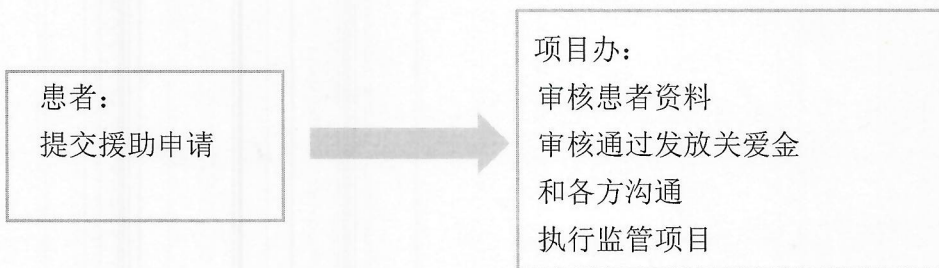 患者：
提交援助申请
项目办：
审核患者资料
审核通过发放关爱金
和各方沟通
执行监管项目